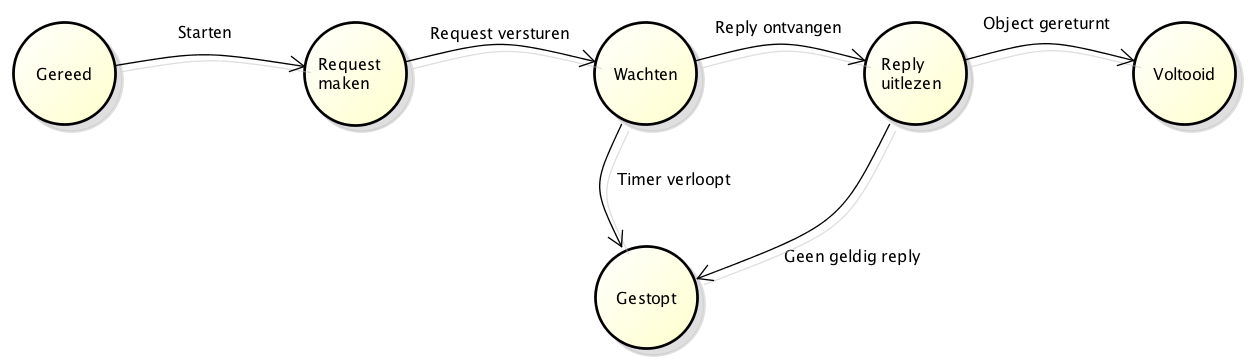 Starten
Request versturen
Reply ontvangen
Object gereturnt
Gereed
Request
maken
Wachten
Reply
uitlezen
Voltooid
Timer verloopt
Geen geldig reply
Gestopt